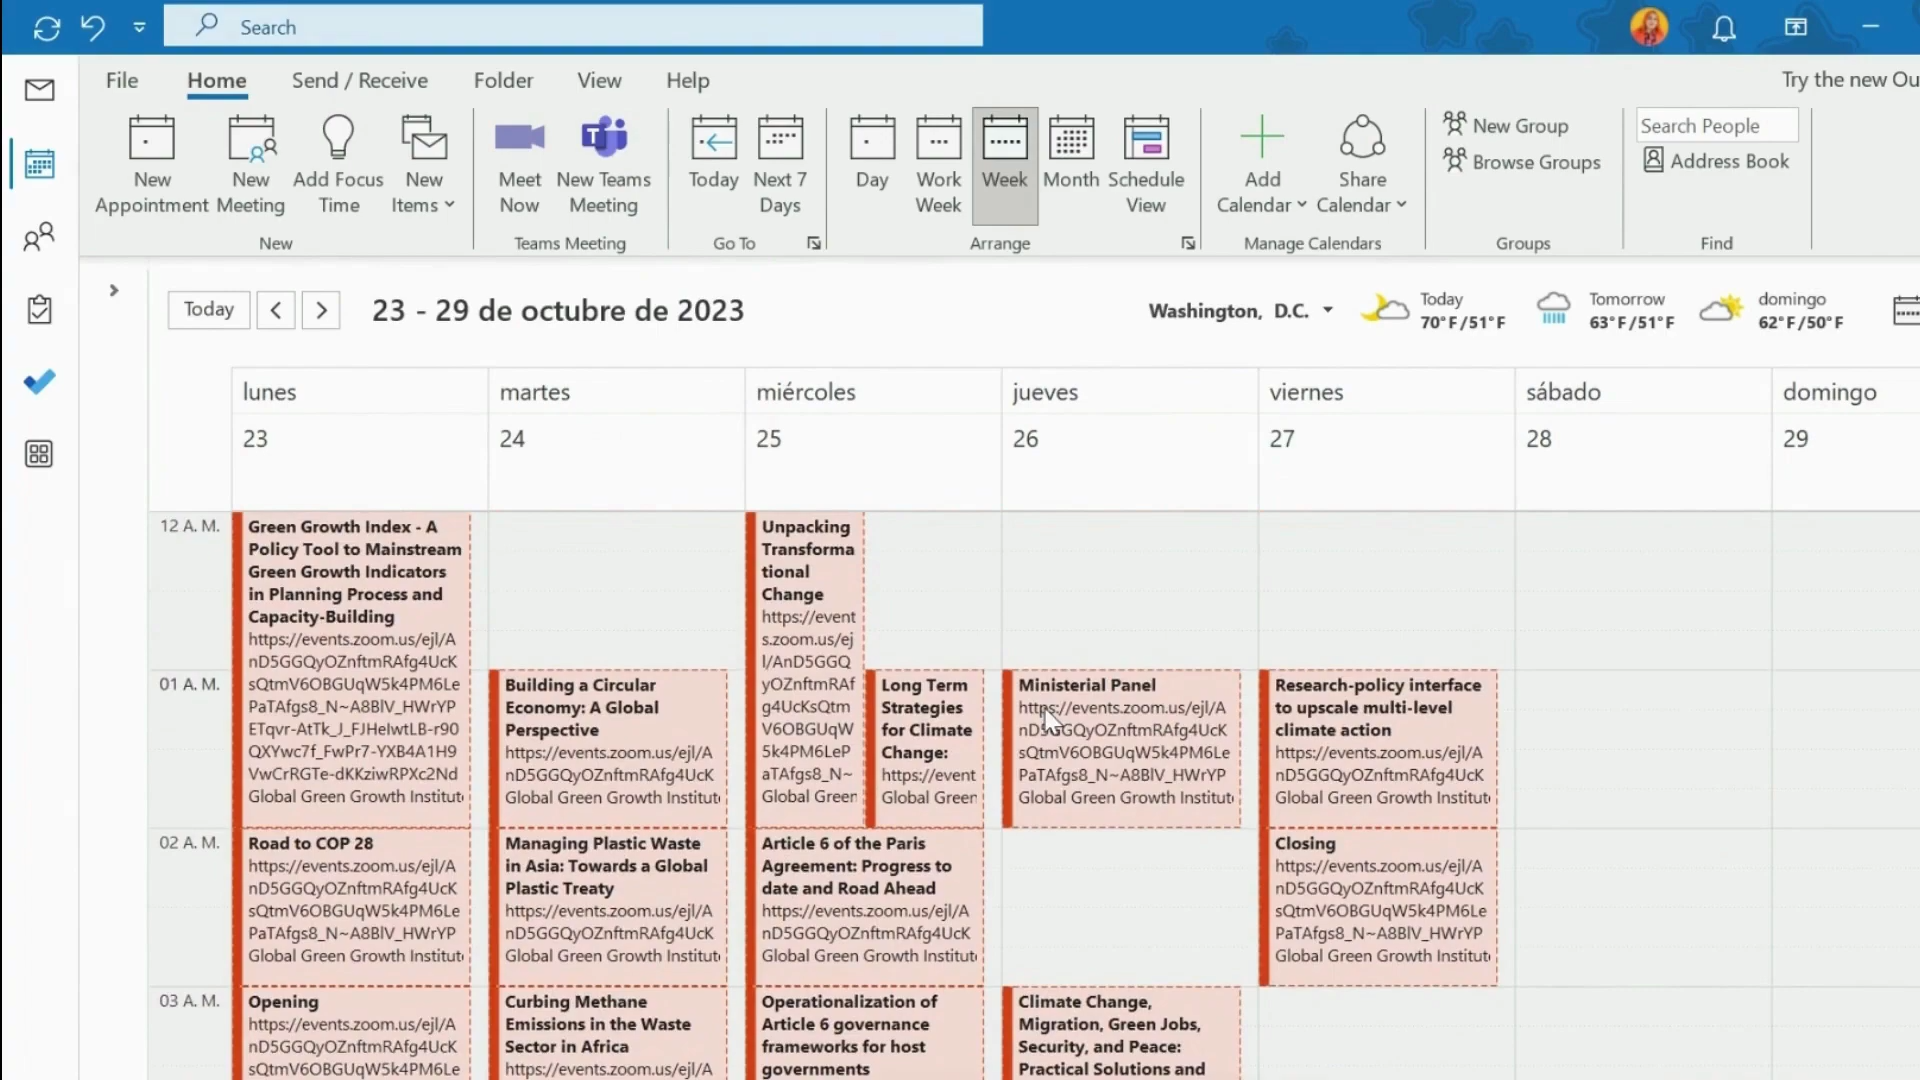 Search
File Home Send / Receive Folder View Help
Try the new Ou
New Appointment
New Meeting
Add Focus Time
New Items
New
Meet Now
New Teams Meeting
Teams Meeting
Today
Next 7 Days
Go To
Day
Work Week
Week
Month
Schedule View
Arrange
Add Calendar
Share Calendar
Manage Calendars
New Group
Browse Groups
Groups
Search People
Address Book
Find
Today
23 - 29 de octubre de 2023
Washington, D.C.
Today
70°F/51°F
Tomorrow
63°F/51°F
domingo
62°F/50°F
lunes martes miércoles jueves viernes sábado domingo
23 24 25 26 27 28 29
12 A. M.
01 A. M.
02 A. M.
03 A. M.
Green Growth Index - A
Policy Tool to Mainstream
Green Growth Indicators
in Planning Process and
Capacity-Building
https://events.zoom.us/ejl/A
nD5GGQyOZnftmRAfg4UcK
sQtmV6OBGUqW5k4PM6Le
PaTAfgs8_N~A8BlV_HWrYP
ETqvr-AtTk_J_FJHeIwtLB-r90
QXYwc7f_FwPr7-YXB4A1H9
VwCrRGTe-dKKziwRPXc2Nd
Global Green Growth Institut
Road to COP 28
https://events.zoom.us/ejl/A
nD5GGQyOZnftmRAfg4UcK
sQtmV6OBGUqW5k4PM6Le
PaTAfgs8_N~A8BlV_HWrYP
Global Green Growth Institut
Opening
https://events.zoom.us/ejl/A
nD5GGQyOZnftmRAfg4UcK
sQtmV6OBGUqW5k4PM6Le
Building a Circular
Economy: A Global
Perspective
https://events.zoom.us/ejl/A
nD5GGQyOZnftmRAfg4UcK
Global Green Growth Institut
Managing Plastic Waste
in Asia: Towards a Global
Plastic Treaty
https://events.zoom.us/ejl/A
nD5GGQyOZnftmRAfg4UcK
Global Green Growth Institut
Curbing Methane
Emissions in the Waste
Sector in Africa
https://events.zoom.us/ejl/A
Unpacking
Transforma
tional
Change
https://event
s.zoom.us/ej
l/AnD5GGQ
yOZnftmRAf
g4UcKsQtm
V6OBGUqW
5k4PM6LeP
aTAfgs8_N~
Global Green
Long Term
Strategies
for Climate
Change:
https://event
Global Green
Article 6 of the Paris
Agreement: Progress to
date and Road Ahead
https://events.zoom.us/ejl/A
nD5GGQyOZnftmRAfg4UcK
Global Green Growth Institut
Operationalization of
Article 6 governance
frameworks for host
governments
Ministerial Panel
https://events.zoom.us/ejl/A
nD5GGQyOZnftmRAfg4UcK
sQtmV6OBGUqW5k4PM6Le
PaTAfgs8_N~A8BlV_HWrYP
Global Green Growth Institut
Climate Change,
Migration, Green Jobs,
Security, and Peace:
Practical Solutions and
Research-policy interface
to upscale multi-level
climate action
https://events.zoom.us/ejl/A
nD5GGQyOZnftmRAfg4UcK
Global Green Growth Institut
Closing
https://events.zoom.us/ejl/A
nD5GGQyOZnftmRAfg4UcK
sQtmV6OBGUqW5k4PM6Le
PaTAfgs8_N~A8BlV_HWrYP
Global Green Growth Institut